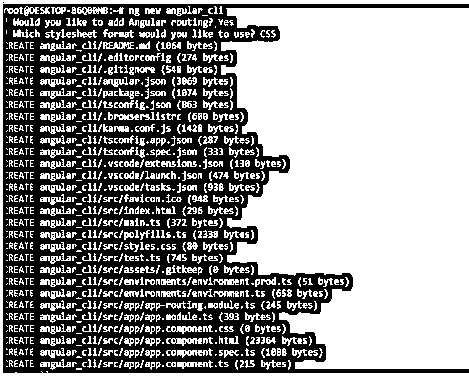 root@DESKTOP-B6Q00MB:~# ng new angular_cli
? Would you like to add Angular routing? Yes
? Which stylesheet format would you like to use? CSS
CREATE angular_cli/README.md (1064 bytes)
CREATE angular_cli/.editorconfig (274 bytes)
CREATE angular_cli/.gitignore (548 bytes)
CREATE angular_cli/angular.json (3069 bytes)
CREATE angular_cli/package.json (1074 bytes)
CREATE angular_cli/tsconfig.json (863 bytes)
CREATE angular_cli/.browserslistrc (600 bytes)
CREATE angular_cli/karma.conf.js (1428 bytes)
CREATE angular_cli/tsconfig.app.json (287 bytes)
CREATE angular_cli/tsconfig.spec.json (333 bytes)
CREATE angular_cli/.vscode/extensions.json (130 bytes)
CREATE angular_cli/.vscode/launch.json (474 bytes)
CREATE angular_cli/.vscode/tasks.json (938 bytes)
CREATE angular_cli/src/favicon.ico (948 bytes)
CREATE angular_cli/src/index.html (296 bytes)
CREATE angular_cli/src/main.ts (372 bytes)
CREATE angular_cli/src/polyfills.ts (2338 bytes)
CREATE angular_cli/src/styles.css (80 bytes)
CREATE angular_cli/src/test.ts (745 bytes)
CREATE angular_cli/src/assets/.gitkeep (0 bytes)
CREATE angular_cli/src/environments/environment.prod.ts (51 bytes)
CREATE angular_cli/src/environments/environment.ts (658 bytes)
CREATE angular_cli/src/app/app-routing.module.ts (245 bytes)
CREATE angular_cli/src/app/app.module.ts (393 bytes)
CREATE angular_cli/src/app/app.component.css (0 bytes)
CREATE angular_cli/src/app/app.component.html (23364 bytes)
CREATE angular_cli/src/app/app.component.spec.ts (1088 bytes)
CREATE angular_cli/src/app/app.component.ts (215 bytes)